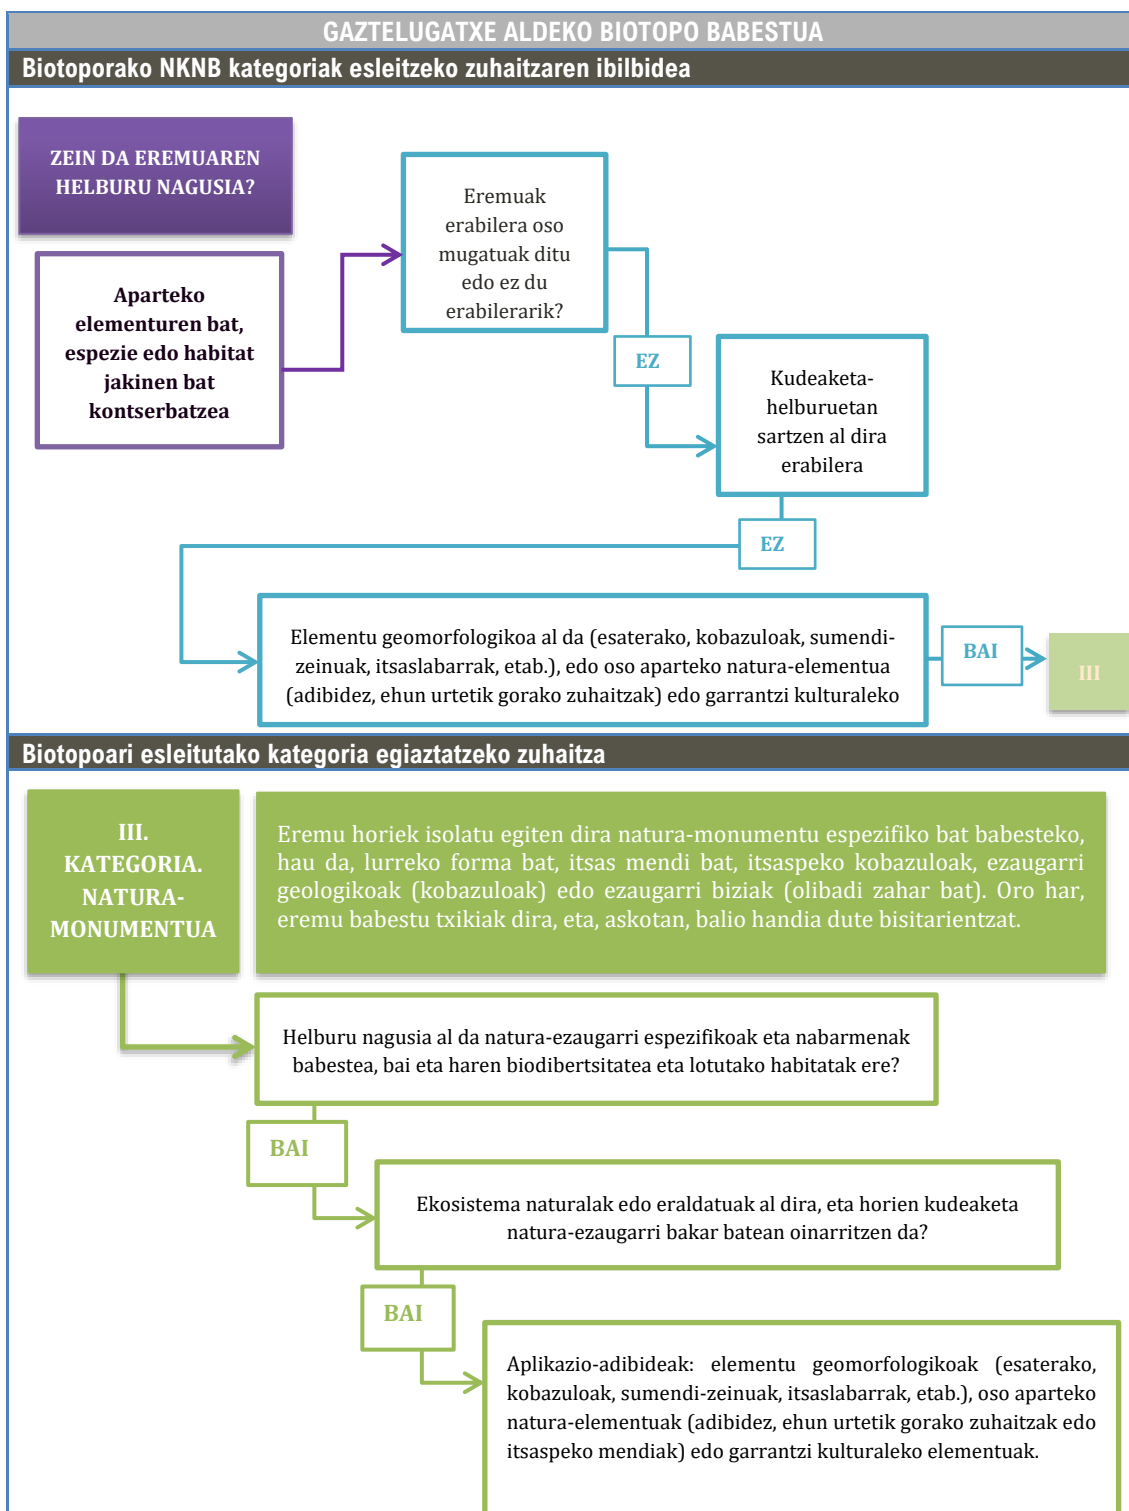 GAZTELUGATXE ALDEKO BIOTOPO BABESTUA
Biotoporako NKNB kategoriak esleitzeko zuhaitzaren ibilbidea
ZEIN DA EREMUAREN
HELBURU NAGUSIA?
Aparteko
elementuren bat,
espezie edo habitat
jakinen bat
kontserbatzea
Eremuak
erabilera oso
mugatuak ditu
edo ez du
erabilerarik?
EZ
Kudeaketa-
helburuetan
sartzen al dira
erabilera
EZ
Elementu geomorfologikoa al da (esaterako, kobazuloak, sumendi-
zeinuak, itsaslabarrak, etab.), edo oso aparteko natura-elementua
(adibidez, ehun urtetik gorako zuhaitzak) edo garrantzi kulturaleko
BAI
III
Biotopoari esleitutako kategoria egiaztatzeko zuhaitza
III.
KATEGORIA.
NATURA-
MONUMENTUA
Eremu horiek isolatu egiten dira natura-monumentu espezifiko bat babesteko,
hau da, lurreko forma bat, itsas mendi bat, itsaspeko kobazuloak, ezaugarri
geologikoak (kobazuloak) edo ezaugarri biziak (olibadi zahar bat). Oro har,
eremu babestu txikiak dira, eta, askotan, balio handia dute bisitarientzat.
Helburu nagusia al da natura-ezaugarri espezifikoak eta nabarmenak
babestea, bai eta haren biodibertsitatea eta lotutako habitatak ere?
BAI
Ekosistema naturalak edo eraldatuak al dira, eta horien kudeaketa
natura-ezaugarri bakar batean oinarritzen da?
BAI
Aplikazio-adibideak: elementu geomorfologikoak (esaterako,
kobazuloak, sumendi-zeinuak, itsaslabarrak, etab.), oso aparteko
natura-elementuak (adibidez, ehun urtetik gorako zuhaitzak edo
itsaspeko mendiak) edo garrantzi kulturaleko elementuak.